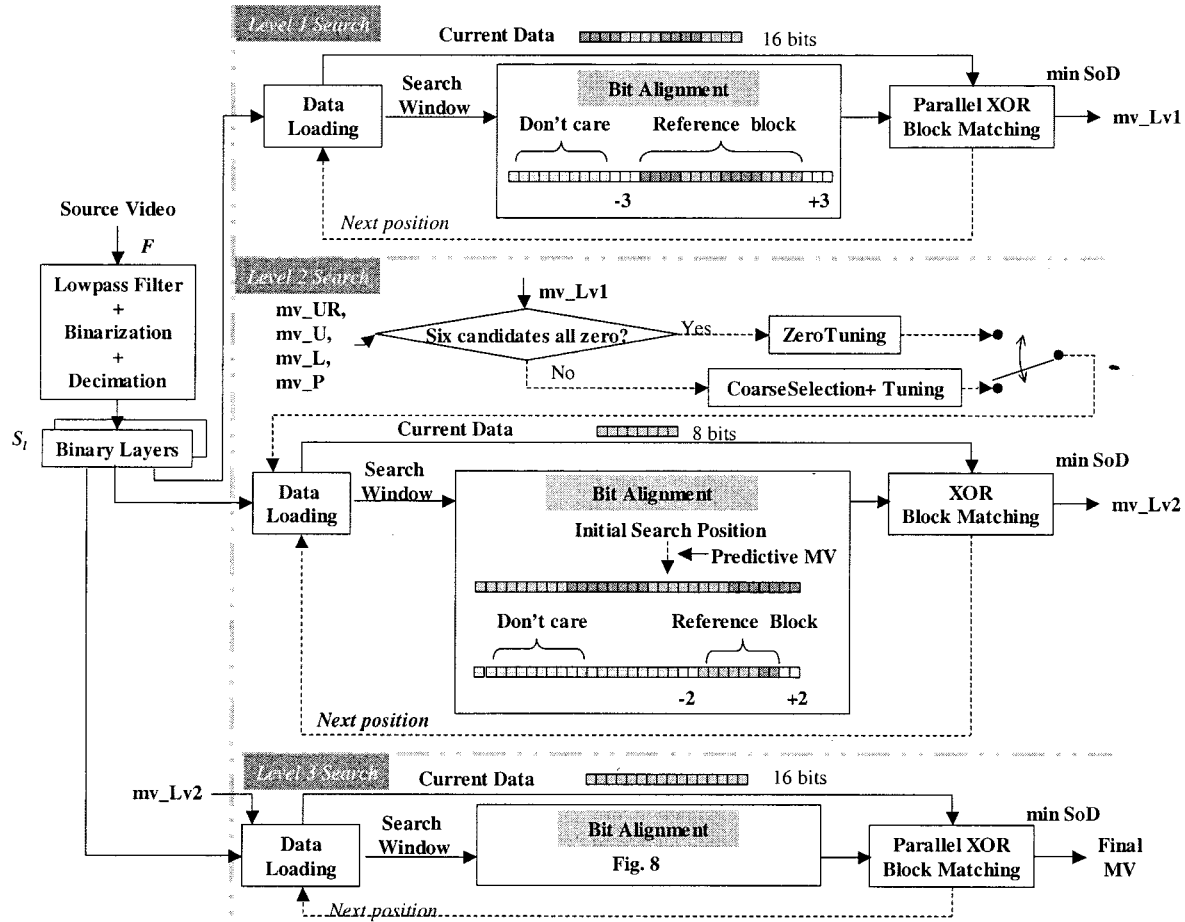 Level 1 Search
Current Data
16 bits
Data
Loading
Search
Window
Bit Alignment
Don't care
Reference block
-3
+3
Parallel XOR
Block Matching
min SoD
mv_Lv1
Next position
Source Video
F
Lowpass Filter
+
Binarization
+
Decimation
S_l
Binary Layers
Level 2 Search
mv_Lv1
mv_UR,
mv_U,
mv_L,
mv_P
Six candidates all zero?
Yes
ZeroTuning
No
CoarseSelection+ Tuning
Current Data
8 bits
Data
Loading
Search
Window
Bit Alignment
Initial Search Position
Predictive MV
Don't care
Reference Block
-2
+2
XOR
Block Matching
min SoD
mv_Lv2
Next position
Level 3 Search
Current Data
16 bits
mv_Lv2
Data
Loading
Search
Window
Bit Alignment
Fig. 8
Parallel XOR
Block Matching
min SoD
Final
MV
Next position